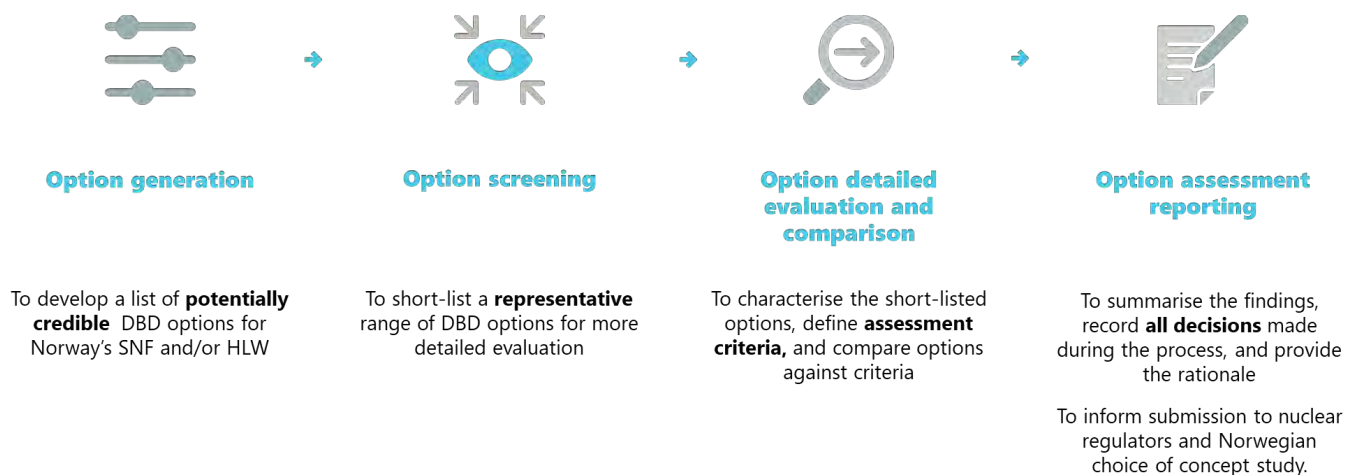 Option generation
To develop a list of potentially
credible DBD options for
Norway's SNF and/or HLW
Option screening
To short-list a representative
range of DBD options for more
detailed evaluation
Option detailed
evaluation and
comparison
To characterise the short-listed
options, define assessment
criteria, and compare options
against criteria
Option assessment
reporting
To summarise the findings,
record all decisions made
during the process, and provide
the rationale
To inform submission to nuclear
regulators and Norwegian
choice of concept study.